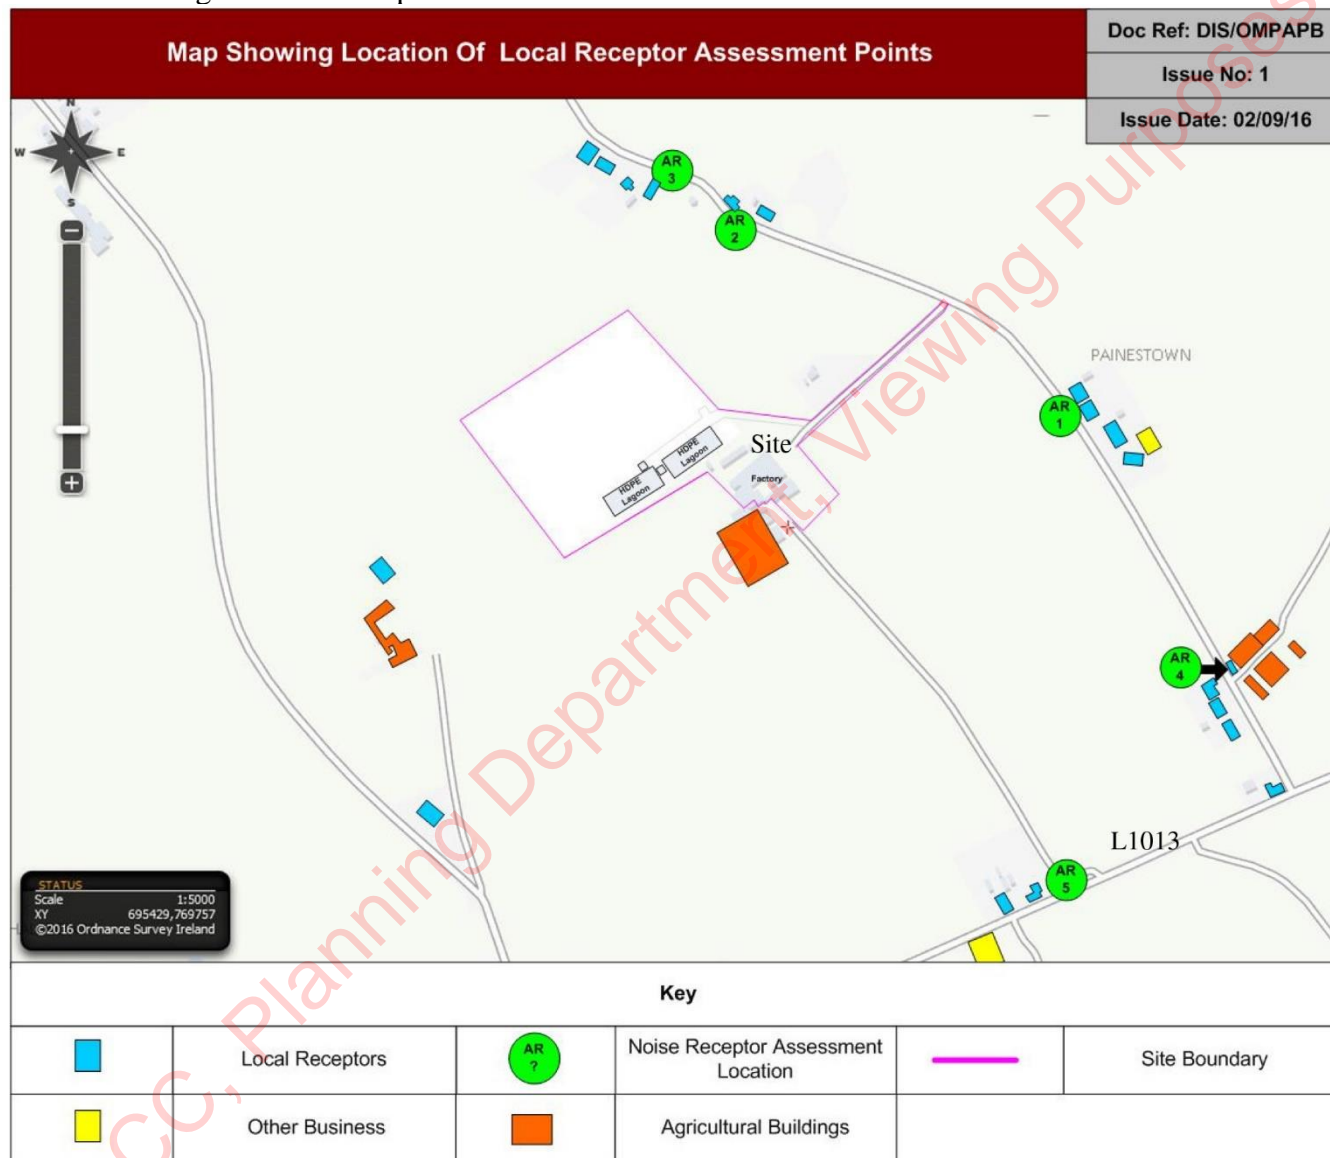 Map Showing Location Of Local Receptor Assessment Points
Doc Ref: DIS/OMPAPB
Issue No: 1
Issue Date: 02/09/16
N
W
E
S
AR
3
AR
2
PAINESTOWN
AR
1
Site
HDPE
Lagoon
HDPE
Lagoon
Factory
AR
4
L1013
AR
5
STATUS
Scale 1:5000
XY 695429,769757
©2016 Ordnance Survey Ireland
Key
Local Receptors
AR
?
Noise Receptor Assessment
Location
Site Boundary
Other Business
Agricultural Buildings
CC, Planning Department, Viewing Purposes